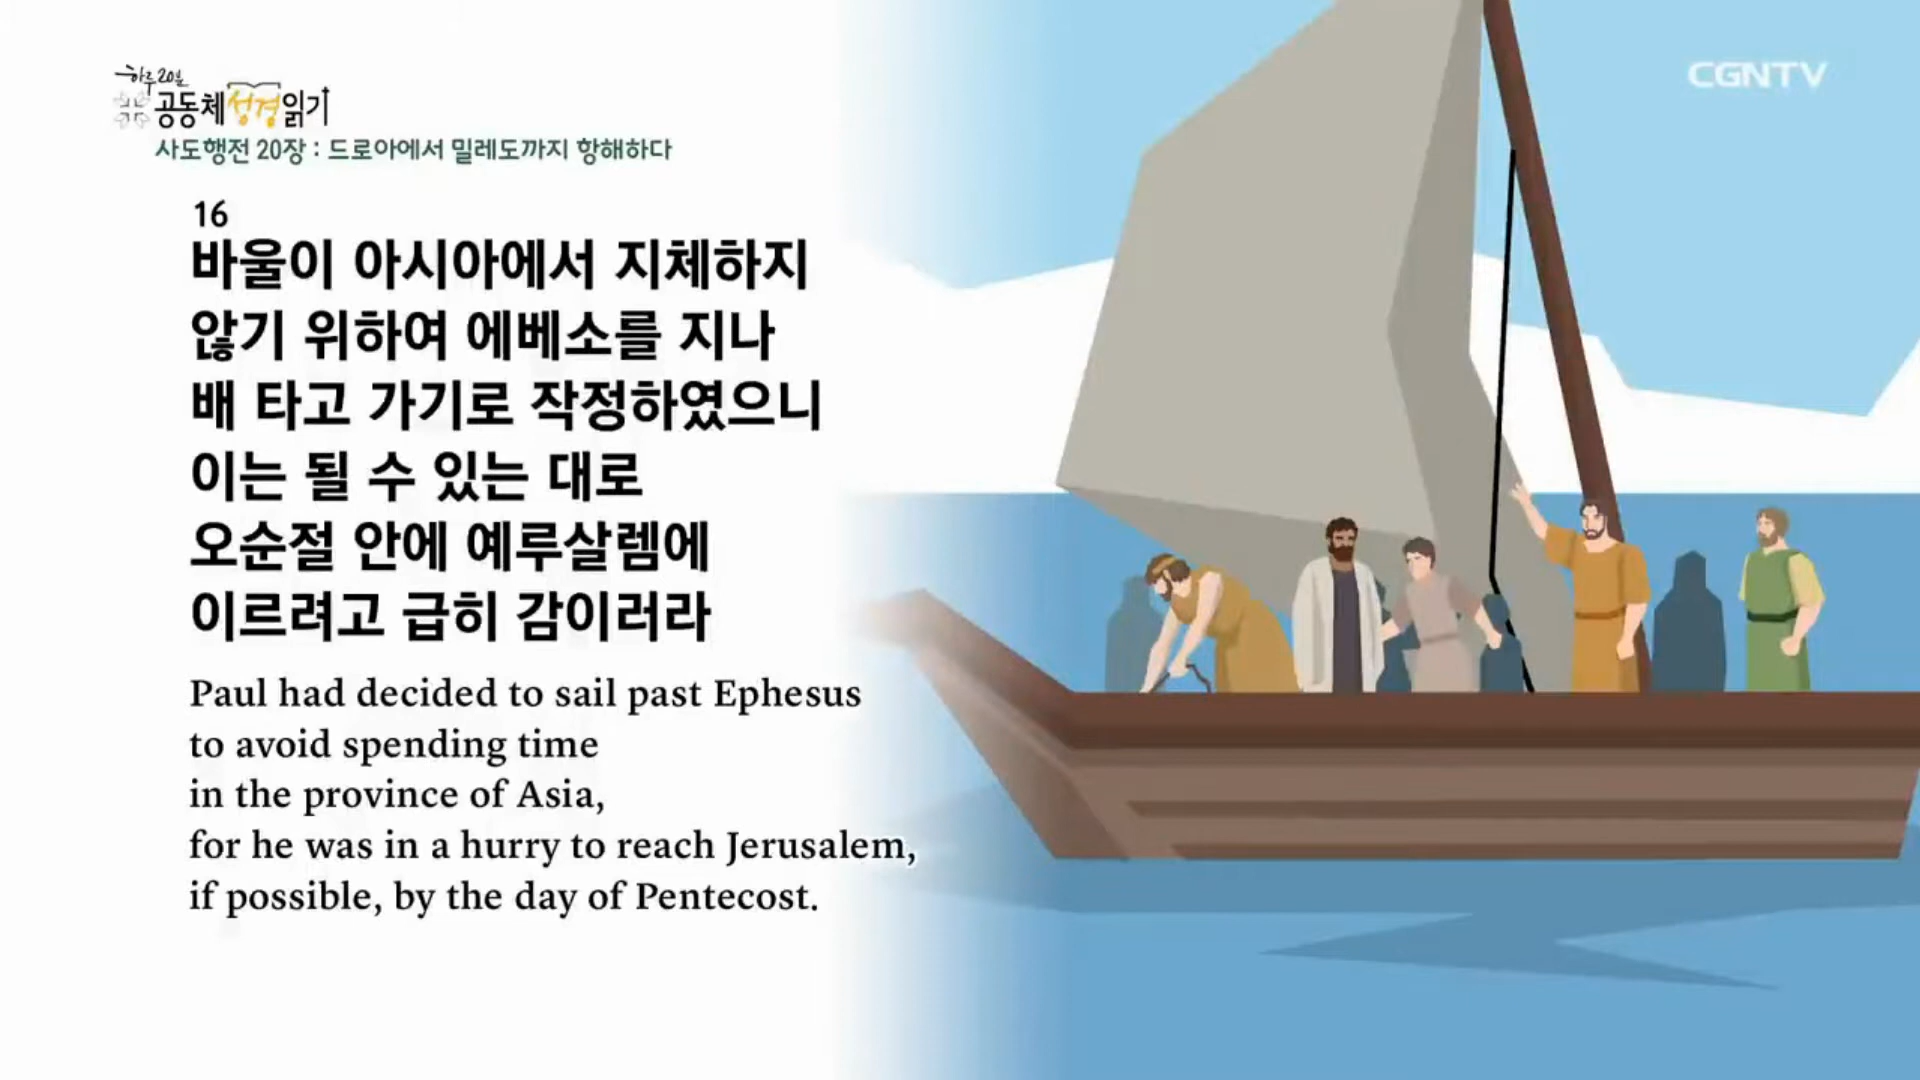 하루20분
공동체성경읽기
CGNTV
사도행전 20장 : 드로아에서 밀레도까지 항해하다
16
바울이 아시아에서 지체하지
않기 위하여 에베소를 지나
배 타고 가기로 작정하였으니
이는 될 수 있는 대로
오순절 안에 예루살렘에
이르려고 급히 감이러라
Paul had decided to sail past Ephesus
to avoid spending time
in the province of Asia,
for he was in a hurry to reach Jerusalem,
if possible, by the day of Pentecost.